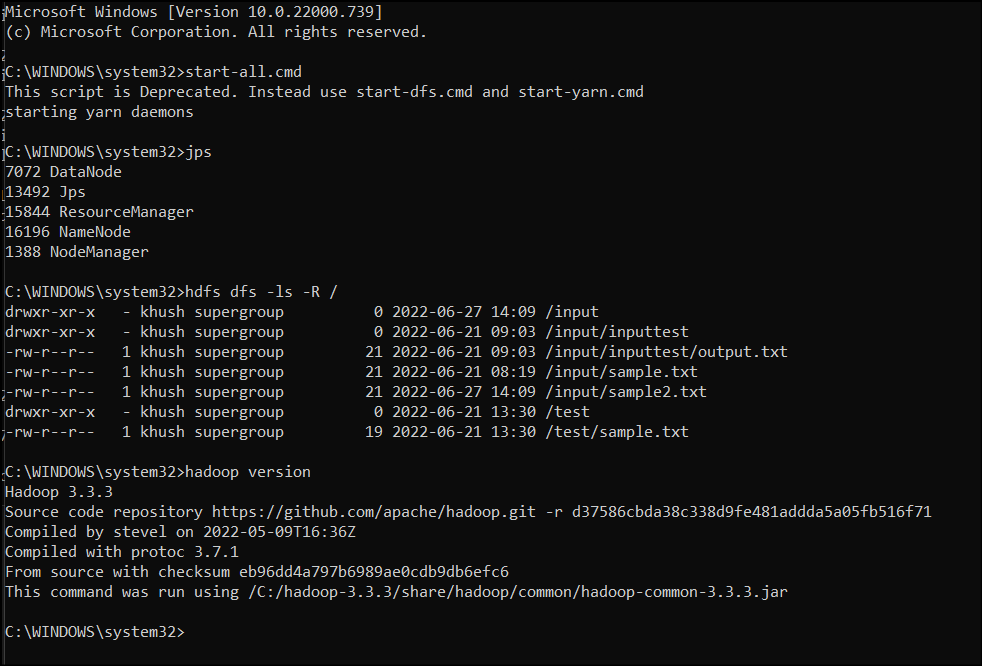 Microsoft Windows [Version 10.0.22000.739]
(c) Microsoft Corporation. All rights reserved.
C:\WINDOWS\system32>start-all.cmd
This script is Deprecated. Instead use start-dfs.cmd and start-yarn.cmd
starting yarn daemons
C:\WINDOWS\system32>jps
7072 DataNode
13492 Jps
15844 ResourceManager
16196 NameNode
1388 NodeManager
C:\WINDOWS\system32>hdfs dfs -ls -R /
drwxr-xr-x   - khush supergroup          0 2022-06-27 14:09 /input
drwxr-xr-x   - khush supergroup          0 2022-06-21 09:03 /input/inputtest
-rw-r--r--   1 khush supergroup         21 2022-06-21 09:03 /input/inputtest/output.txt
-rw-r--r--   1 khush supergroup         21 2022-06-21 08:19 /input/sample.txt
-rw-r--r--   1 khush supergroup         21 2022-06-27 14:09 /input/sample2.txt
drwxr-xr-x   - khush supergroup          0 2022-06-21 13:30 /test
-rw-r--r--   1 khush supergroup         19 2022-06-21 13:30 /test/sample.txt
C:\WINDOWS\system32>hadoop version
Hadoop 3.3.3
Source code repository https://github.com/apache/hadoop.git -r d37586cbda38c338d9fe481addda5a05fb516f71
Compiled by stevel on 2022-05-09T16:36Z
Compiled with protoc 3.7.1
From source with checksum eb96dd4a797b6989ae0cdb9db6efc6
This command was run using /C:/hadoop-3.3.3/share/hadoop/common/hadoop-common-3.3.3.jar
C:\WINDOWS\system32>